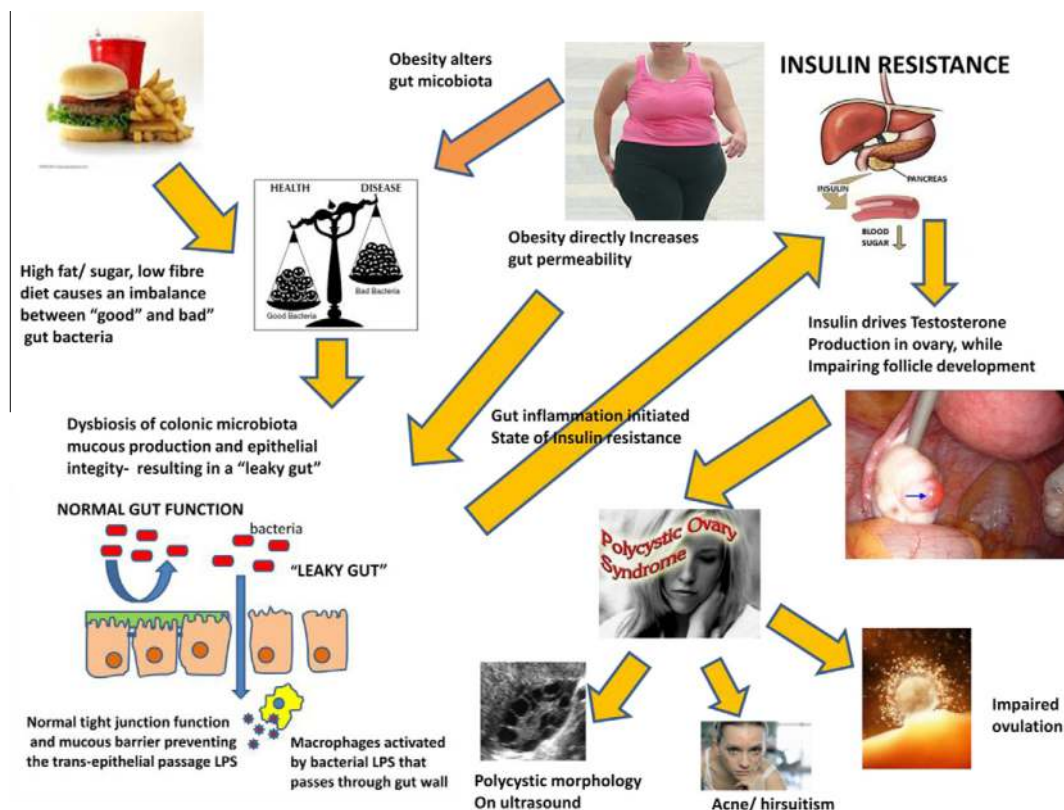 Obesity alters
gut micobiota
INSULIN RESISTANCE
PANCREAS
INSULIN
BLOOD
SUGAR
HEALTH
DISEASE
Bad Bacteria
Good Bacteria
Obesity directly Increases
gut permeability
High fat/ sugar, low fibre
diet causes an imbalance
between “good” and bad”
gut bacteria
Insulin drives Testosterone
Production in ovary, while
Impairing follicle development
Gut inflammation initiated
State of Insulin resistance
Dysbiosis of colonic microbiota
mucous production and epithelial
integity- resulting in a “leaky gut”
NORMAL GUT FUNCTION
bacteria
“LEAKY GUT”
Normal tight junction function
and mucous barrier preventing
the trans-epithelial passage LPS
Macrophages activated
by bacterial LPS that
passes through gut wall
Polycystic Ovary
Syndrome
Polycystic morphology
On ultrasound
Acne/ hirsuitism
Impaired
ovulation